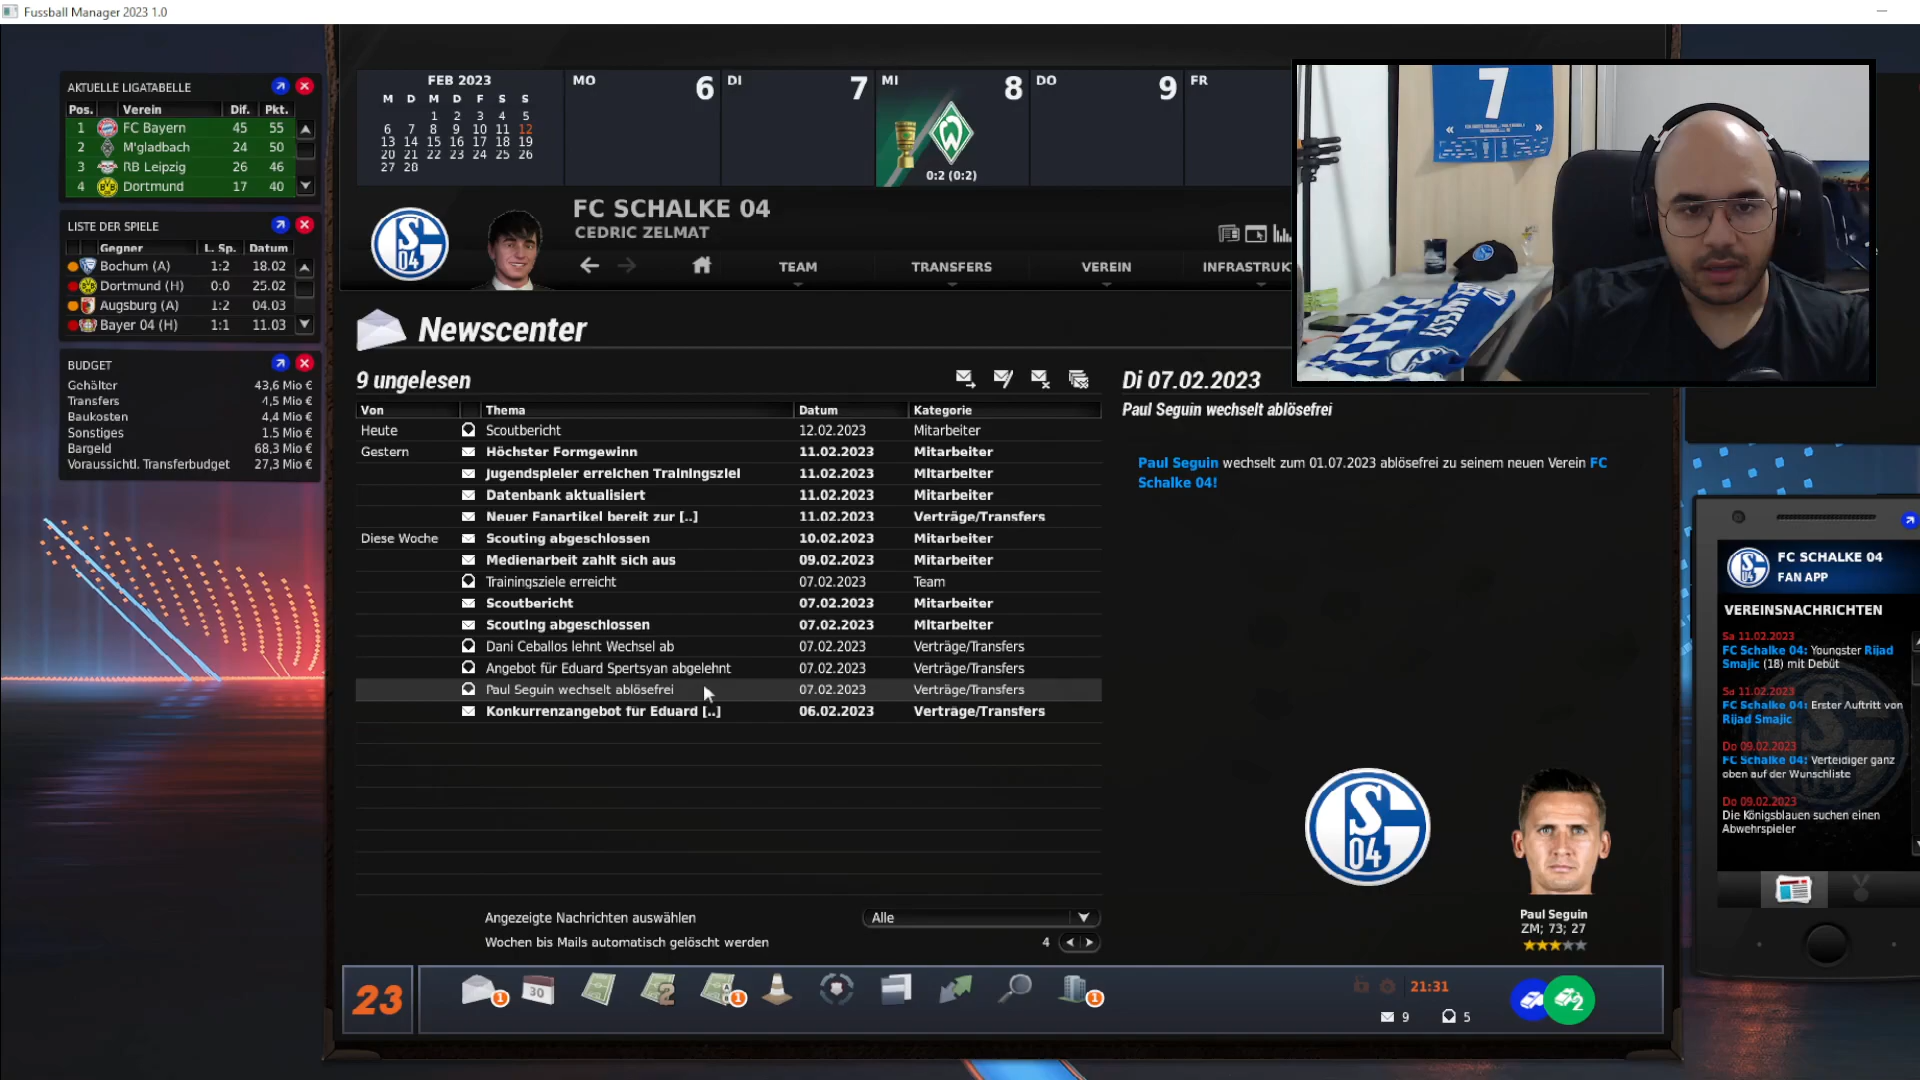 Fussball Manager 2023 1.0
AKTUELLE LIGATABELLE
Pos. Verein Dif. Pkt.
1 FC Bayern 45 55
2 M'gladbach 24 50
3 RB Leipzig 26 46
4 Dortmund 17 40
LISTE DER SPIELE
Gegner L. Sp. Datum
Bochum (A) 1:2 18.02
Dortmund (H) 0:0 25.02
Augsburg (A) 1:2 04.03
Bayer 04 (H) 1:1 11.03
BUDGET
Gehälter 43,6 Mio €
Transfers 4,5 Mio €
Baukosten 4,4 Mio €
Sonstiges 1.5 Mio €
Bargeld 68,3 Mio €
Voraussichtl. Transferbudget 27,3 Mio €
FEB 2023
M D M D F S S
1 2 3 4 5
6 7 8 9 10 11 12
13 14 15 16 17 18 19
20 21 22 23 24 25 26
27 28
MO 6
DI 7
MI 8
0:2 (0:2)
DO 9
FR
FC SCHALKE 04
CEDRIC ZELMAT
TEAM TRANSFERS VEREIN INFRASTRUK
7
Newscenter
9 ungelesen
Von Thema Datum Kategorie
Heute Scoutbericht 12.02.2023 Mitarbeiter
Gestern Höchster Formgewinn 11.02.2023 Mitarbeiter
Jugendspieler erreichen Trainingsziel 11.02.2023 Mitarbeiter
Datenbank aktualisiert 11.02.2023 Mitarbeiter
Neuer Fanartikel bereit zur [..] 11.02.2023 Verträge/Transfers
Diese Woche Scouting abgeschlossen 10.02.2023 Mitarbeiter
Medienarbeit zahlt sich aus 09.02.2023 Mitarbeiter
Trainingsziele erreicht 07.02.2023 Team
Scoutbericht 07.02.2023 Mitarbeiter
Scouting abgeschlossen 07.02.2023 Mitarbeiter
Dani Ceballos lehnt Wechsel ab 07.02.2023 Verträge/Transfers
Angebot für Eduard Spertsyan abgelehnt 07.02.2023 Verträge/Transfers
Paul Seguin wechselt ablösefrei 07.02.2023 Verträge/Transfers
Konkurrenzangebot für Eduard [..] 06.02.2023 Verträge/Transfers
Angezeigte Nachrichten auswählen Alle
Wochen bis Mails automatisch gelöscht werden 4
Di 07.02.2023
Paul Seguin wechselt ablösefrei
Paul Seguin wechselt zum 01.07.2023 ablösefrei zu seinem neuen Verein FC
Schalke 04!
Paul Seguin
ZM; 73; 27
FC SCHALKE 04
FAN APP
VEREINSNACHRICHTEN
Sa 11.02.2023
FC Schalke 04: Youngster Rijad
Smajic (18) mit Debüt
Sa 11.02.2023
FC Schalke 04: Erster Auftritt von
Rijad Smajic
Do 09.02.2023
FC Schalke 04: Verteidiger ganz
oben auf der Wunschliste
Do 09.02.2023
Die Königsblauen suchen einen
Abwehrspieler
23
1
30
2
1
1
21:31
9 5
2